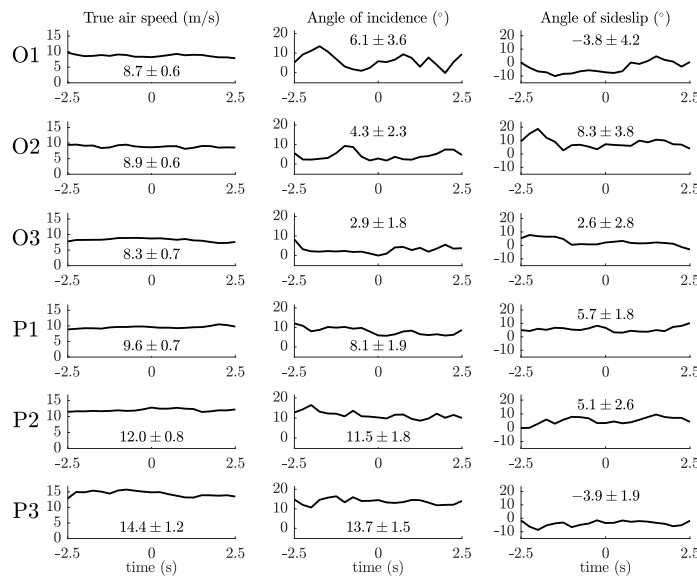 True air speed (m/s) Angle of incidence (°) Angle of sideslip (°)
O1
15
10
5
0
8.7 ± 0.6
-2.5 0 2.5
20
10
0
6.1 ± 3.6
-2.5 0 2.5
20
10
0
-10
−3.8 ± 4.2
-2.5 0 2.5
O2
15
10
5
0
8.9 ± 0.6
-2.5 0 2.5
20
10
0
4.3 ± 2.3
-2.5 0 2.5
20
10
0
-10
8.3 ± 3.8
-2.5 0 2.5
O3
15
10
5
0
8.3 ± 0.7
-2.5 0 2.5
20
10
0
2.9 ± 1.8
-2.5 0 2.5
20
10
0
-10
2.6 ± 2.8
-2.5 0 2.5
P1
15
10
5
0
9.6 ± 0.7
-2.5 0 2.5
20
10
0
8.1 ± 1.9
-2.5 0 2.5
20
10
0
-10
5.7 ± 1.8
-2.5 0 2.5
P2
15
10
5
0
12.0 ± 0.8
-2.5 0 2.5
20
10
0
11.5 ± 1.8
-2.5 0 2.5
20
10
0
-10
5.1 ± 2.6
-2.5 0 2.5
P3
15
10
5
0
14.4 ± 1.2
-2.5 0 2.5
time (s)
20
10
0
13.7 ± 1.5
-2.5 0 2.5
time (s)
20
10
0
-10
−3.9 ± 1.9
-2.5 0 2.5
time (s)